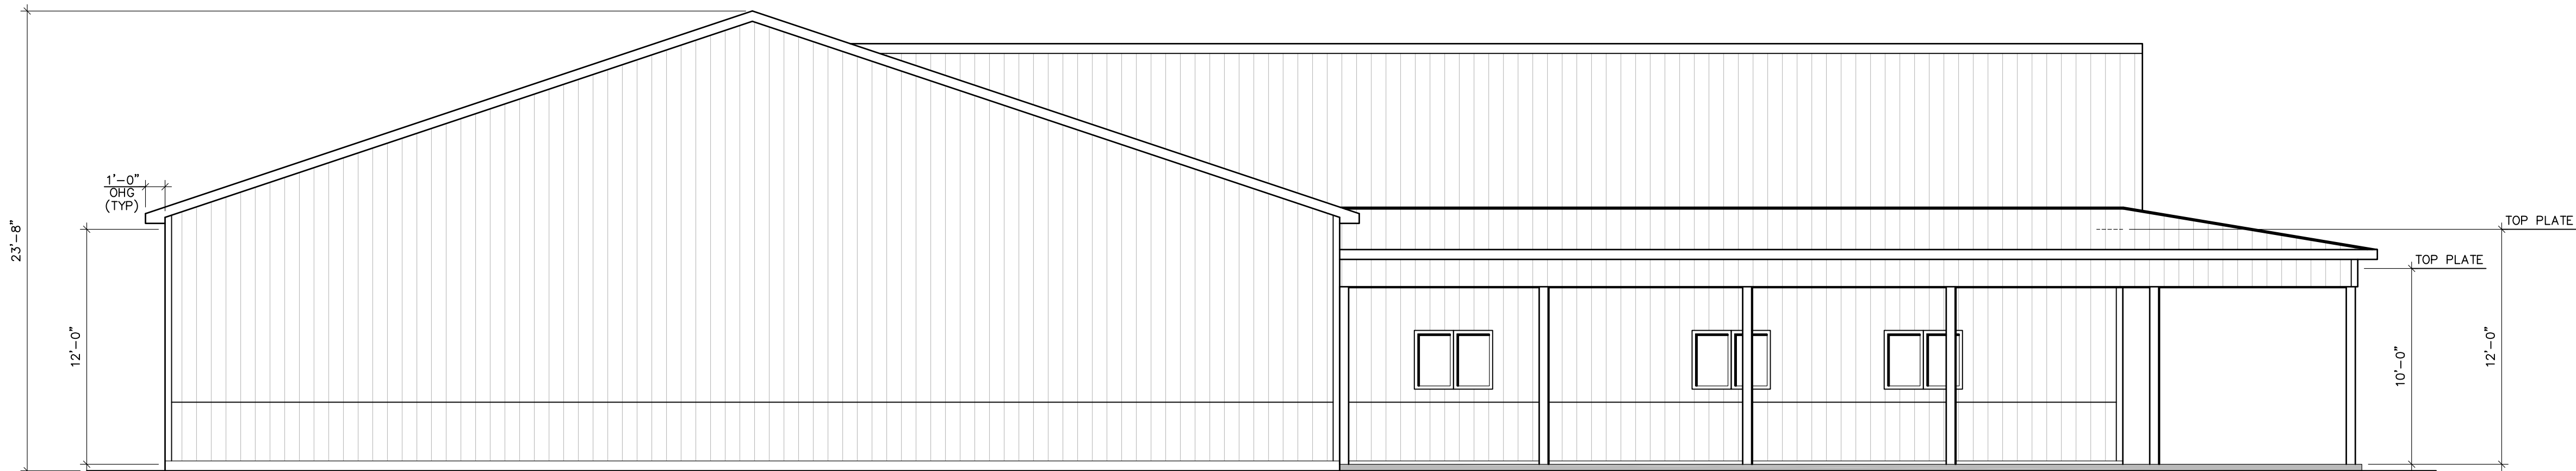 23'-8"
1'-0"
OHG
(TYP)
12'-0"
TOP PLATE
TOP PLATE
10'-0"
12'-0"